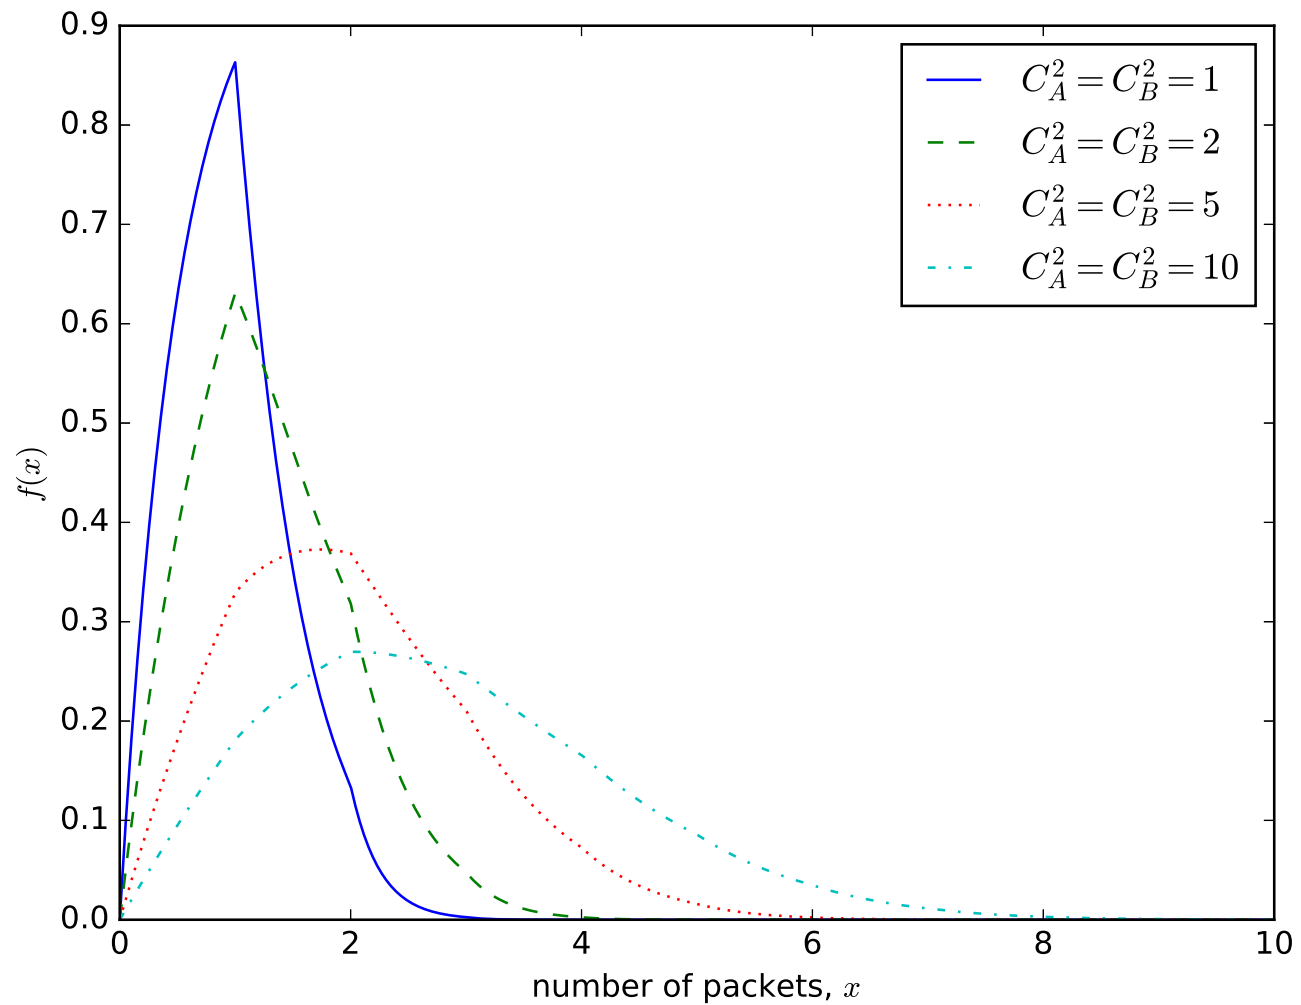 0.9
0.8
0.7
0.6
0.5
0.4
0.3
0.2
0.1
0.0
f(x)
C_A^2 = C_B^2 = 1
C_A^2 = C_B^2 = 2
C_A^2 = C_B^2 = 5
C_A^2 = C_B^2 = 10
0 2 4 6 8 10
number of packets, x